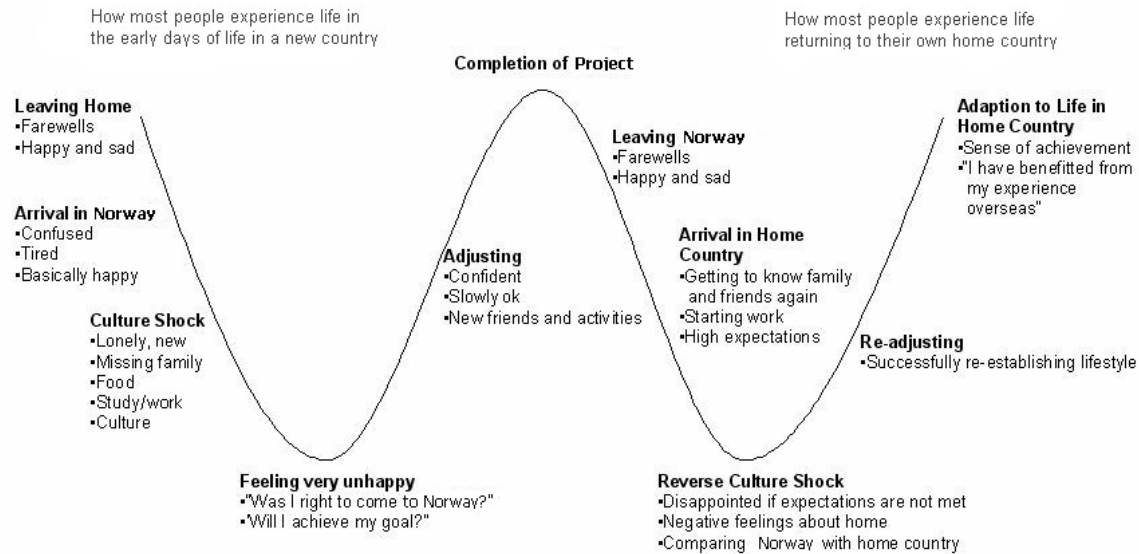 How most people experience life in
the early days of life in a new country
How most people experience life
returning to their own home country
Completion of Project
Leaving Home
▪Farewells
▪Happy and sad
Arrival in Norway
▪Confused
▪Tired
▪Basically happy
Culture Shock
▪Lonely, new
▪Missing family
▪Food
▪Study/work
▪Culture
Feeling very unhappy
▪"Was I right to come to Norway?"
▪"Will I achieve my goal?"
Adjusting
▪Confident
▪Slowly ok
▪New friends and activities
Leaving Norway
▪Farewells
▪Happy and sad
Arrival in Home
Country
▪Getting to know family
and friends again
▪Starting work
▪High expectations
Reverse Culture Shock
▪Disappointed if expectations are not met
▪Negative feelings about home
▪Comparing Norway with home country
Re-adjusting
▪Successfully re-establishing lifestyle
Adaption to Life in
Home Country
▪Sense of achievement
▪"I have benefitted from
my experience
overseas"